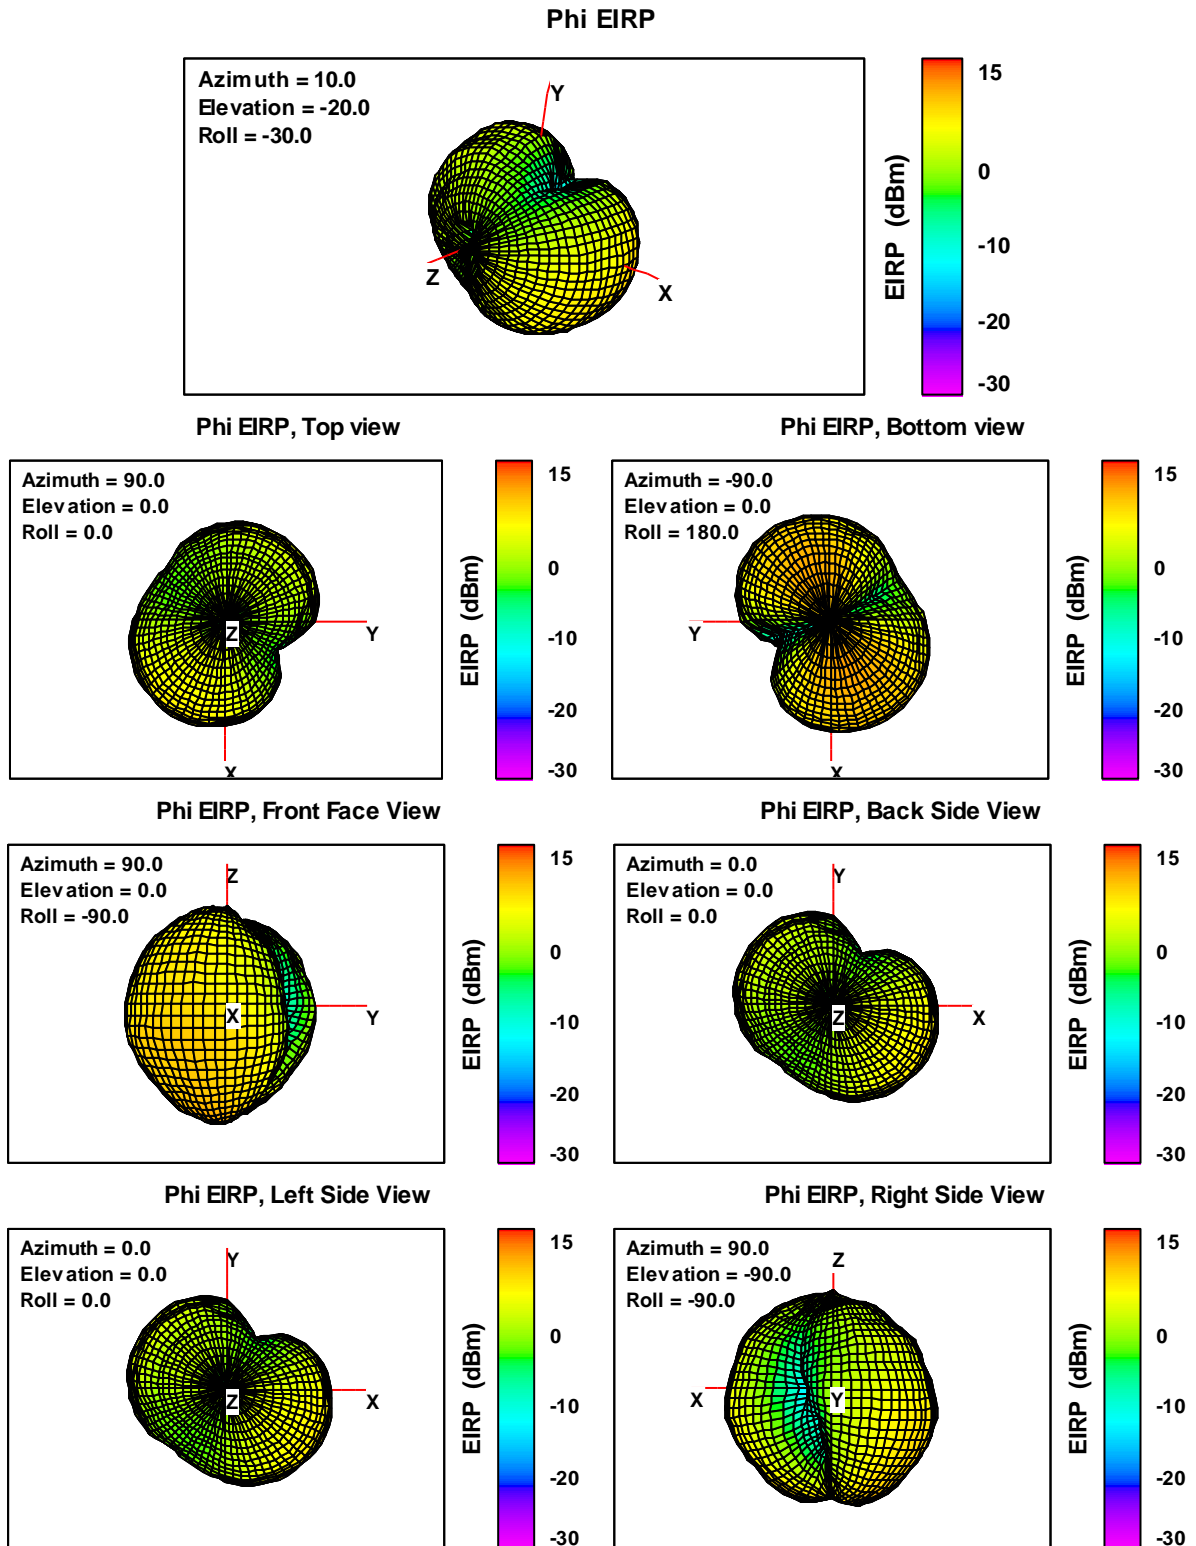 Phi EIRP
Azimuth = 10.0
Elevation = -20.0
Roll = -30.0
Y
Z
X
EIRP (dBm)
15
0
-10
-20
-30
Phi EIRP, Top view
Azimuth = 90.0
Elevation = 0.0
Roll = 0.0
Z
Y
X
EIRP (dBm)
15
0
-10
-20
-30
Phi EIRP, Bottom view
Azimuth = -90.0
Elevation = 0.0
Roll = 180.0
Y
X
EIRP (dBm)
15
0
-10
-20
-30
Phi EIRP, Front Face View
Azimuth = 90.0
Elevation = 0.0
Roll = -90.0
Z
X
Y
EIRP (dBm)
15
0
-10
-20
-30
Phi EIRP, Back Side View
Azimuth = 0.0
Elevation = 0.0
Roll = 0.0
Y
Z
X
EIRP (dBm)
15
0
-10
-20
-30
Phi EIRP, Left Side View
Azimuth = 0.0
Elevation = 0.0
Roll = 0.0
Y
Z
X
EIRP (dBm)
15
0
-10
-20
-30
Phi EIRP, Right Side View
Azimuth = 90.0
Elevation = -90.0
Roll = -90.0
Z
X
Y
EIRP (dBm)
15
0
-10
-20
-30